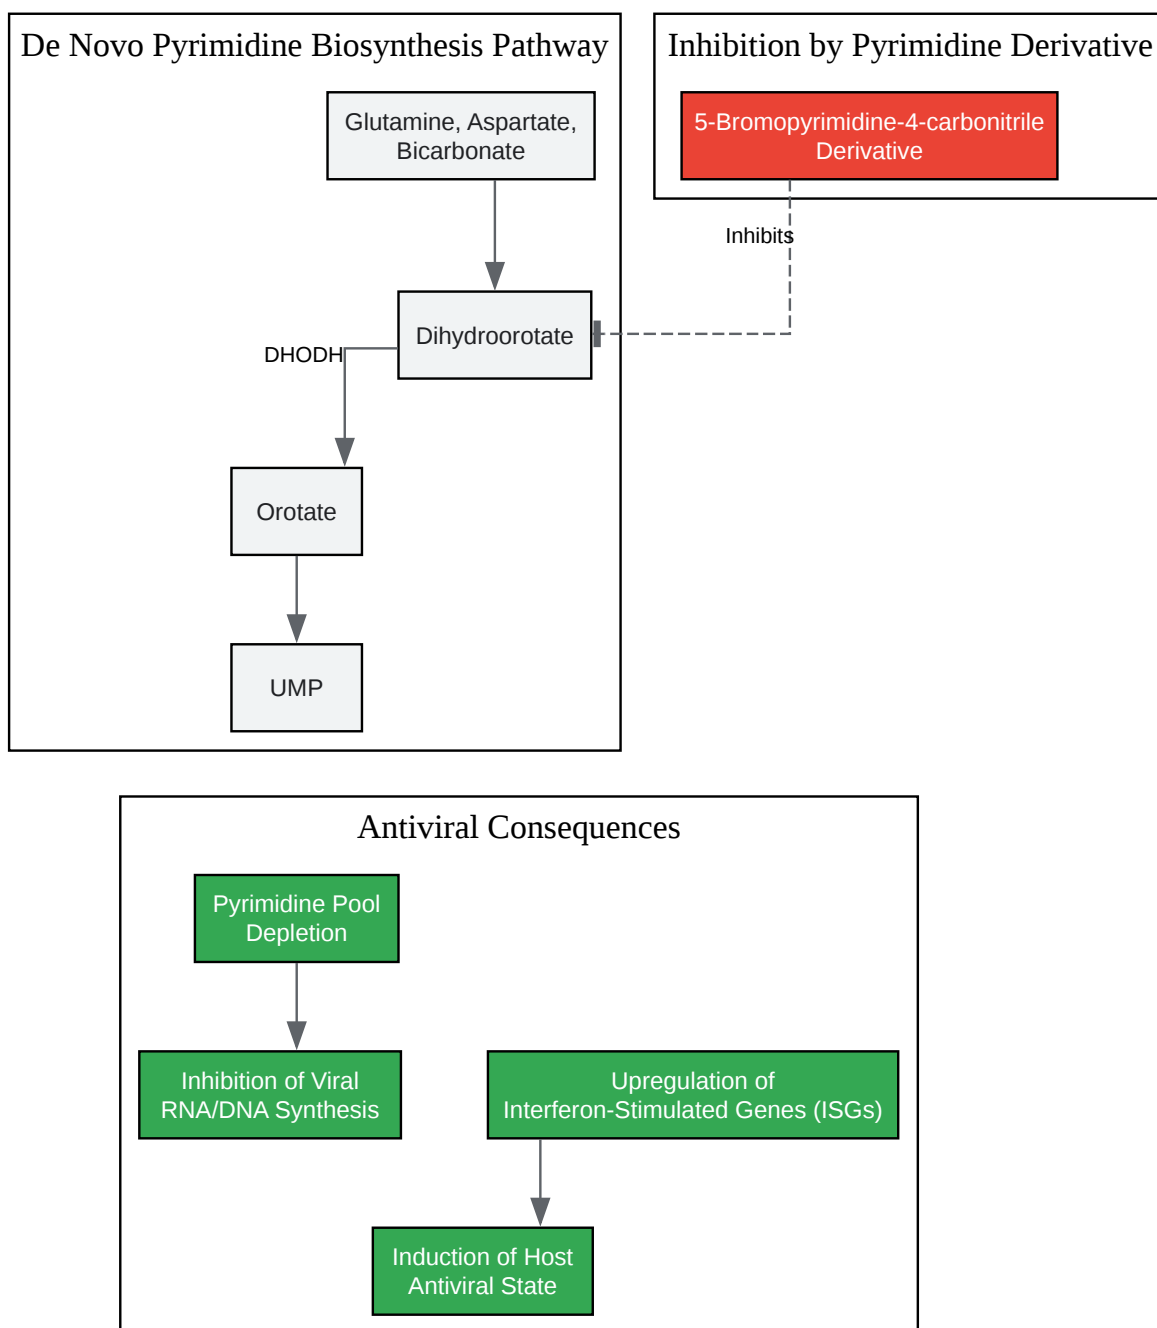 De Novo Pyrimidine Biosynthesis Pathway
Glutamine, Aspartate,
Bicarbonate
Dihydroorotate
DHODH
Orotate
UMP
Inhibition by Pyrimidine Derivative
5-Bromopyrimidine-4-carbonitrile
Derivative
Inhibits
Antiviral Consequences
Pyrimidine Pool
Depletion
Inhibition of Viral
RNA/DNA Synthesis
Upregulation of
Interferon-Stimulated Genes (ISGs)
Induction of Host
Antiviral State